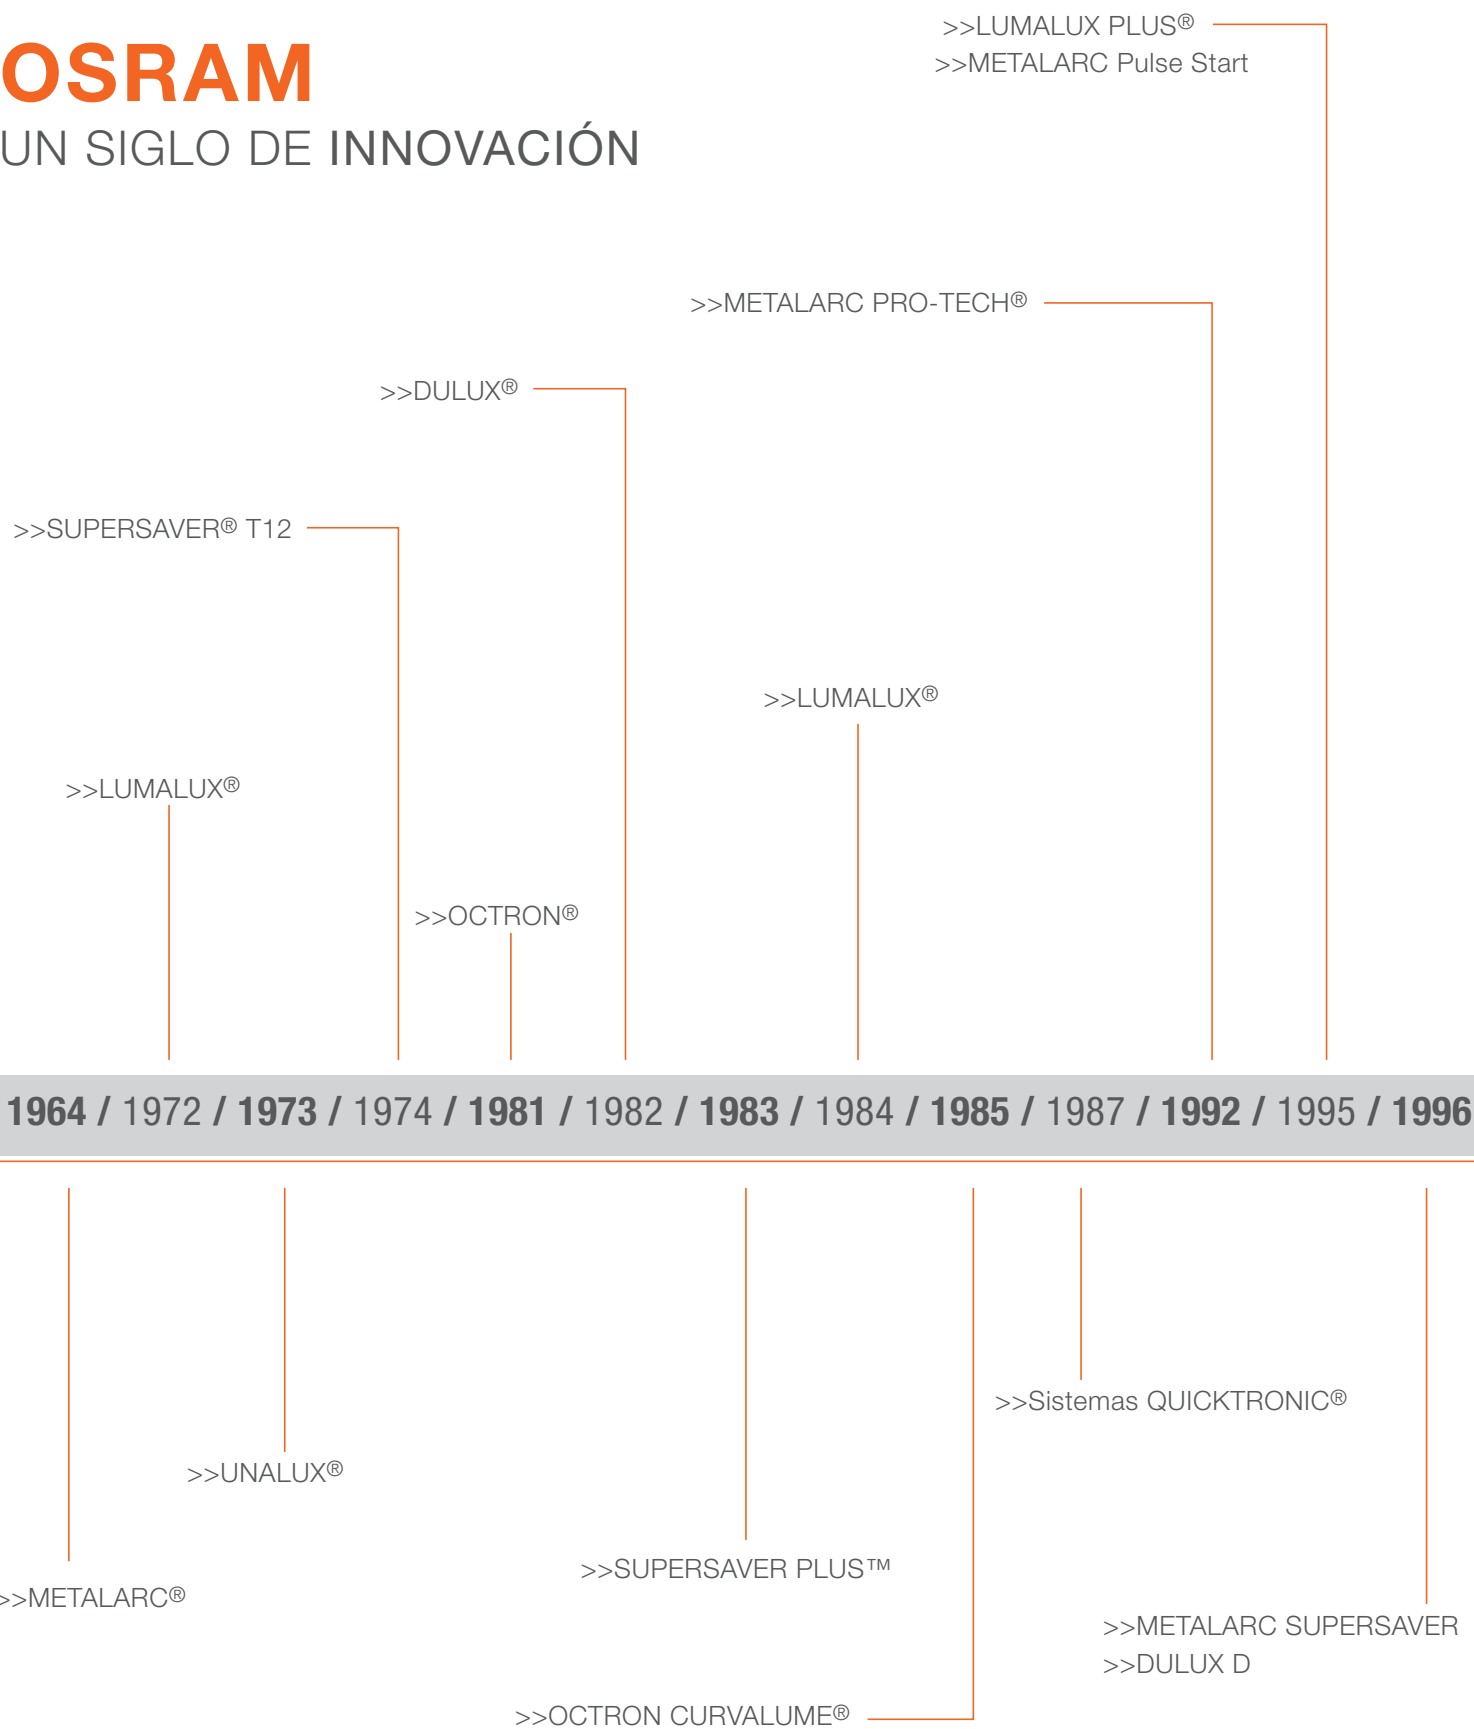 >>LUMALUX PLUS®
>>METALARC Pulse Start
OSRAM
UN SIGLO DE INNOVACIÓN
>>METALARC PRO-TECH®
>>DULUX®
>>SUPERSAVER® T12
>>LUMALUX®
>>LUMALUX®
>>OCTRON®
1964 / 1972 / 1973 / 1974 / 1981 / 1982 / 1983 / 1984 / 1985 / 1987 / 1992 / 1995 / 1996
>>Sistemas QUICKTRONIC®
>>UNALUX®
>>SUPERSAVER PLUS™
>>METALARC®
>>METALARC SUPERSAVER
>>DULUX D
>>OCTRON CURVALUME®